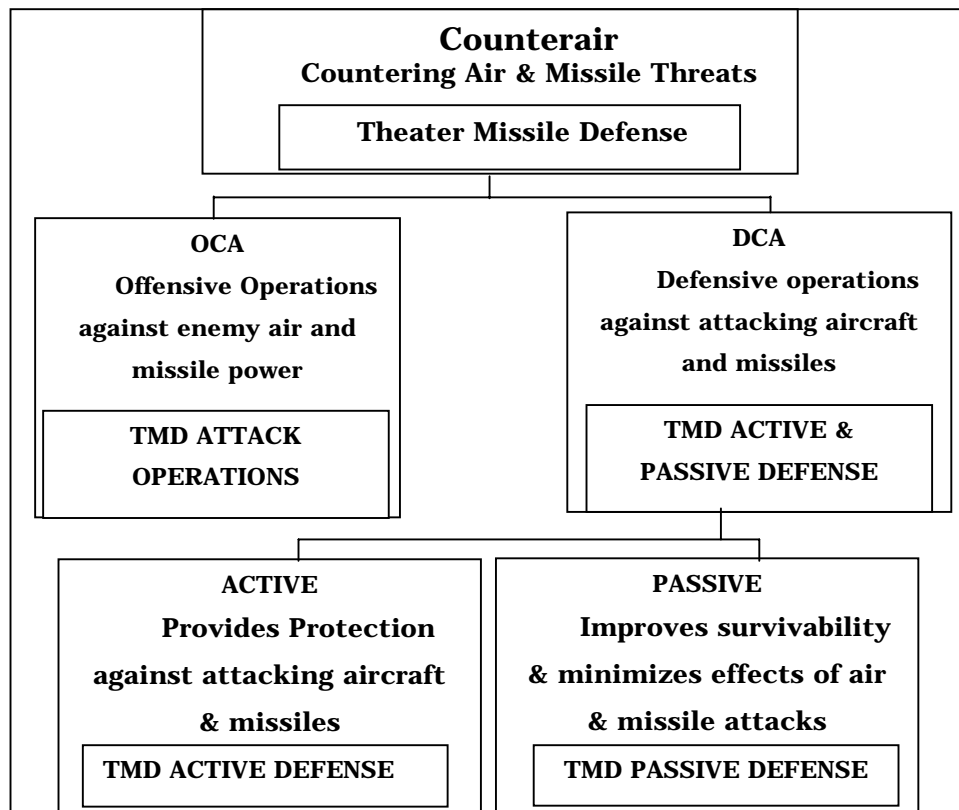 Counterair
Countering Air & Missile Threats
Theater Missile Defense
OCA
Offensive Operations
against enemy air and
missile power
TMD ATTACK
OPERATIONS
DCA
Defensive operations
against attacking aircraft
and missiles
TMD ACTIVE &
PASSIVE DEFENSE
ACTIVE
Provides Protection
against attacking aircraft
& missiles
TMD ACTIVE DEFENSE
PASSIVE
Improves survivability
& minimizes effects of air
& missile attacks
TMD PASSIVE DEFENSE